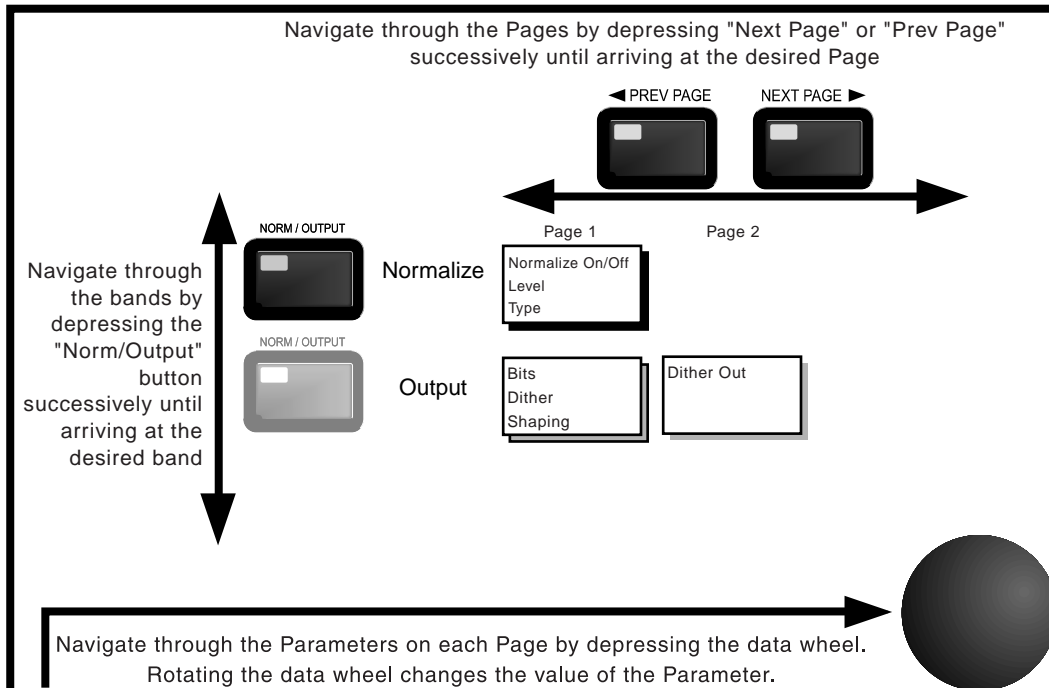 Navigate through the Pages by depressing "Next Page" or "Prev Page"
successively until arriving at the desired Page
◄ PREV PAGE
NEXT PAGE ►
Page 1
Page 2
NORM / OUTPUT
Normalize
Normalize On/Off
Level
Type
Navigate through
the bands by
depressing the
"Norm/Output"
button
successively until
arriving at the
desired band
NORM / OUTPUT
Output
Bits
Dither
Shaping
Dither Out
Navigate through the Parameters on each Page by depressing the data wheel.
Rotating the data wheel changes the value of the Parameter.